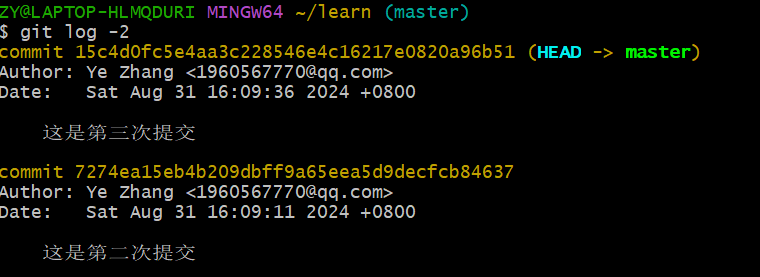 ZY@LAPTOP-HLMQDURI MINGW64 ~/learn (master)
$ git log -2
commit 15c4d0fc5e4aa3c228546e4c16217e0820a96b51 (HEAD -> master)
Author: Ye Zhang <1960567770@qq.com>
Date:   Sat Aug 31 16:09:36 2024 +0800
    这是第三次提交
commit 7274ea15eb4b209dbff9a65eea5d9decfcb84637
Author: Ye Zhang <1960567770@qq.com>
Date:   Sat Aug 31 16:09:11 2024 +0800
    这是第二次提交